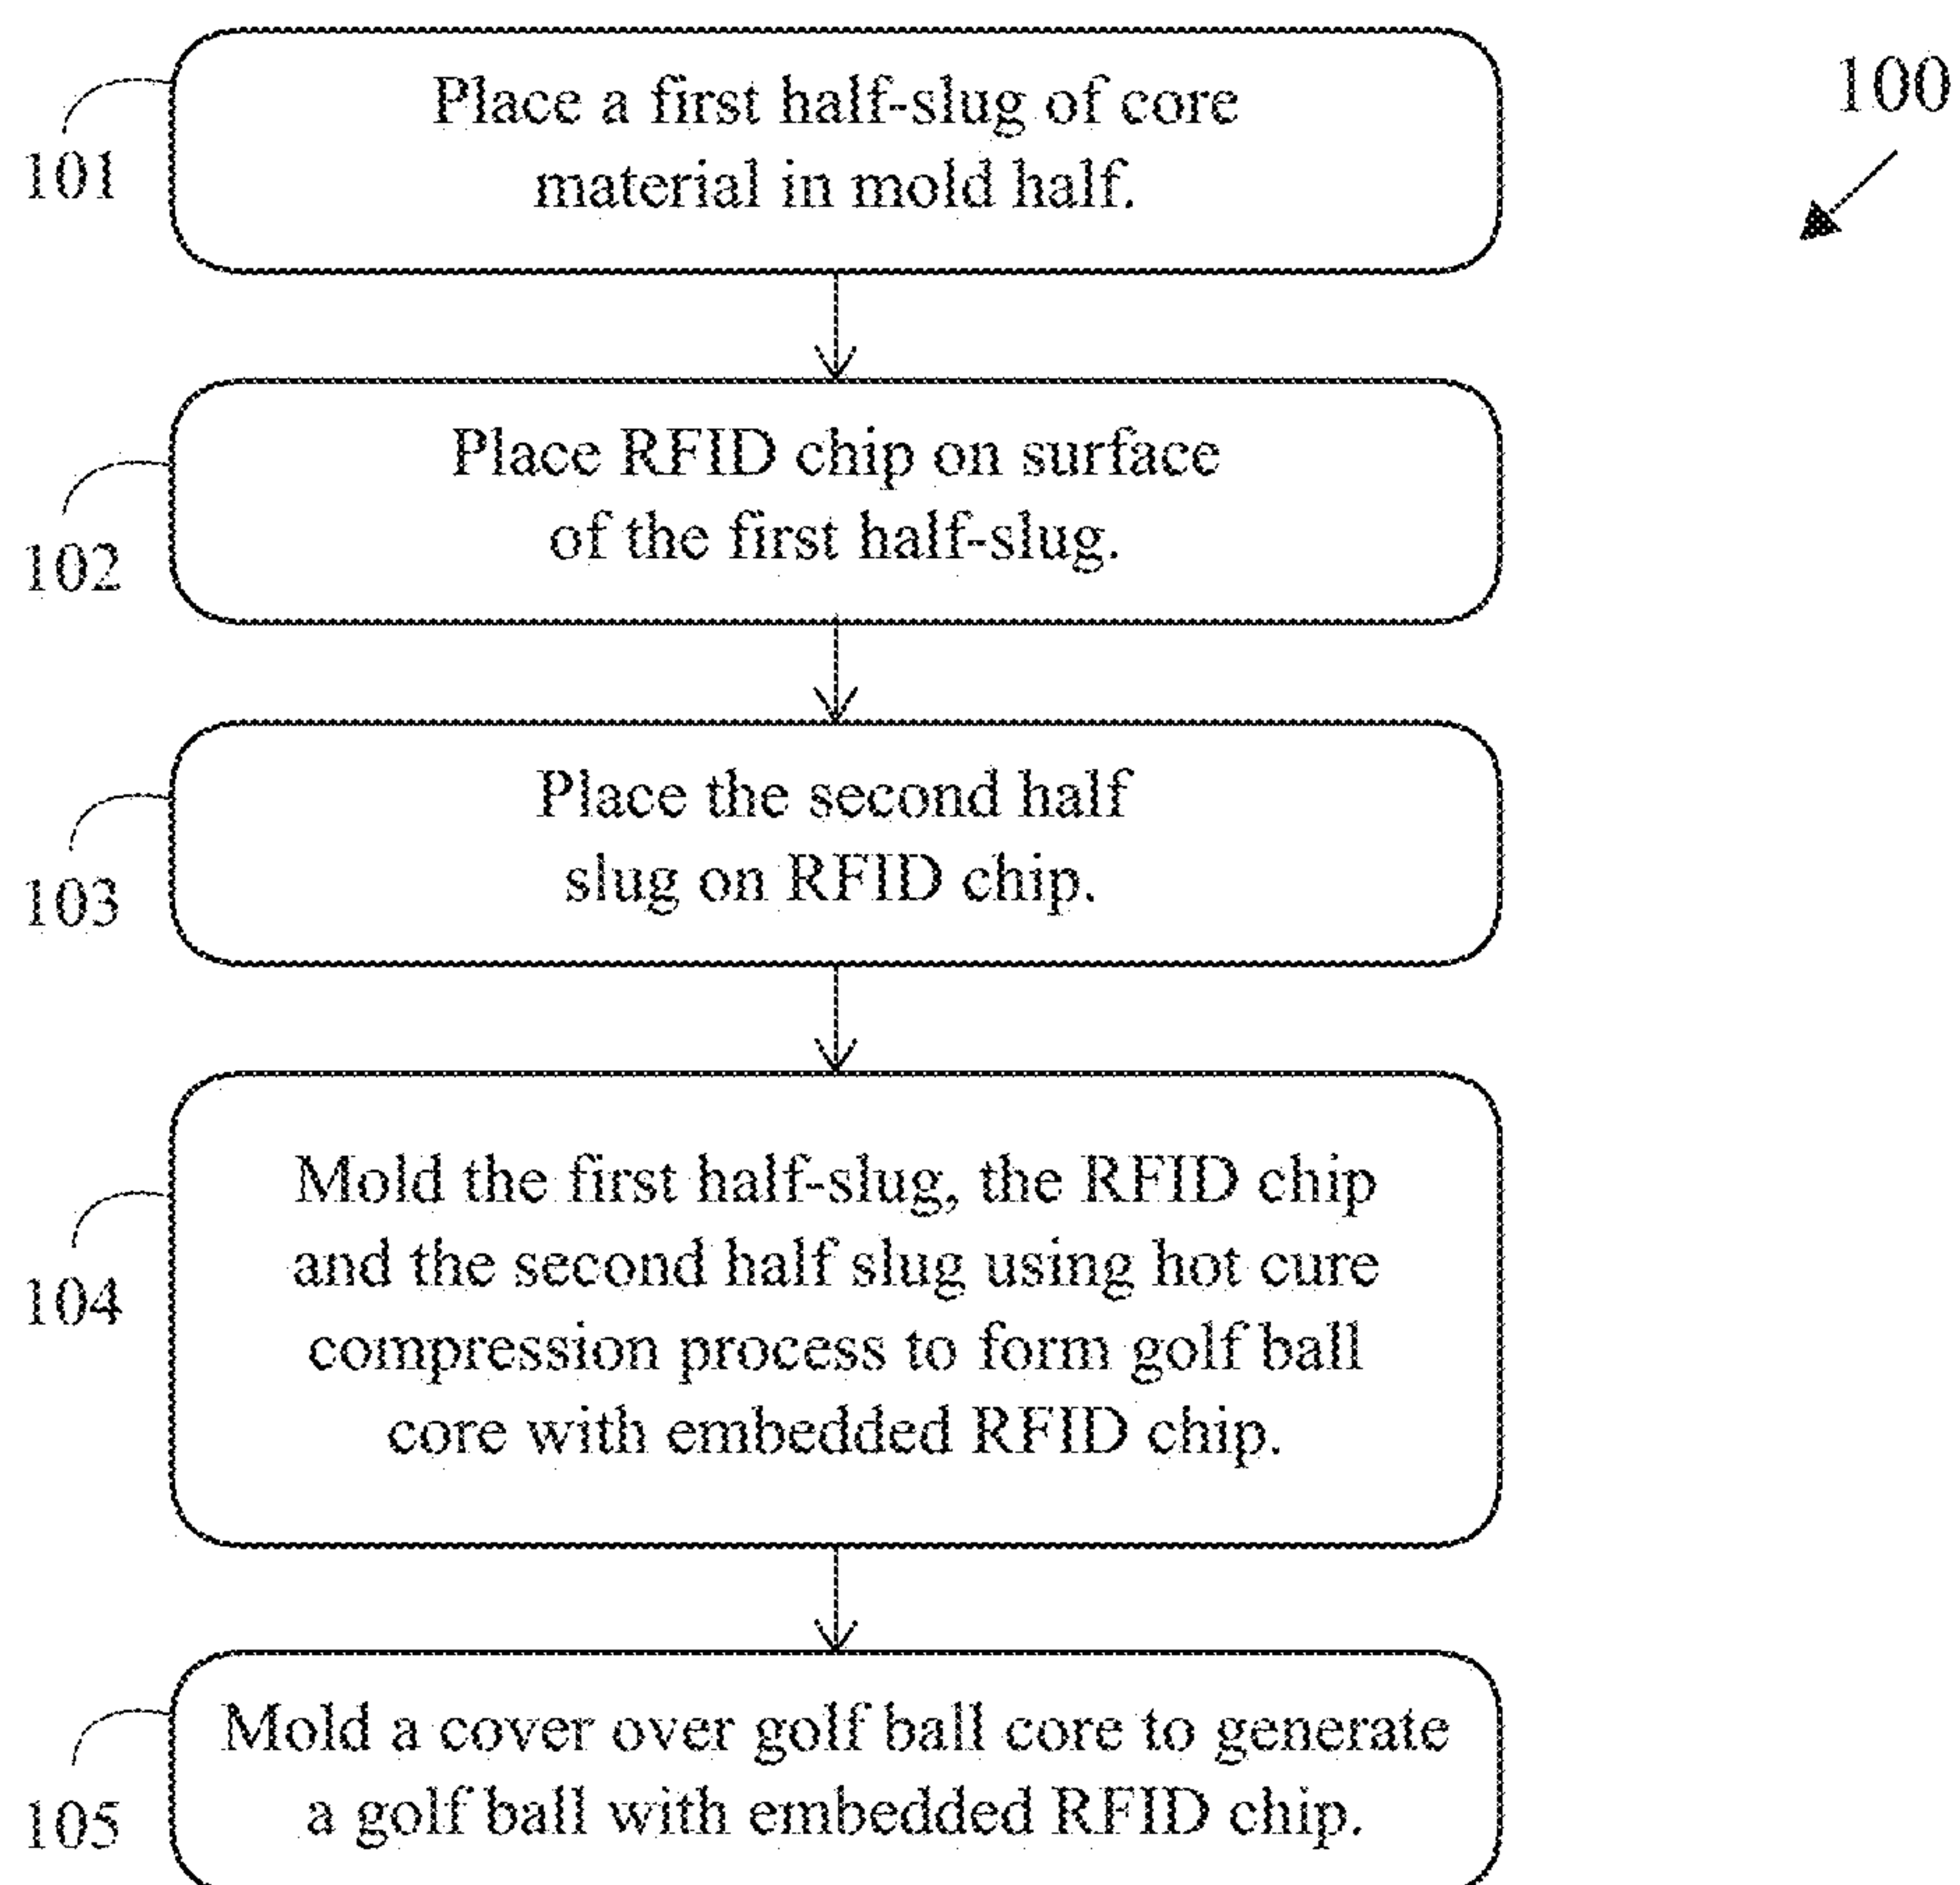 100
101
Place a first half-slug of core
material in mold half.
102
Place RFID chip on surface
of the first half-slug.
103
Place the second half
slug on RFID chip.
104
Mold the first half-slug, the RFID chip
and the second half slug using hot cure
compression process to form golf ball
core with embedded RFID chip.
105
Mold a cover over golf ball core to generate
a golf ball with embedded RFID chip.